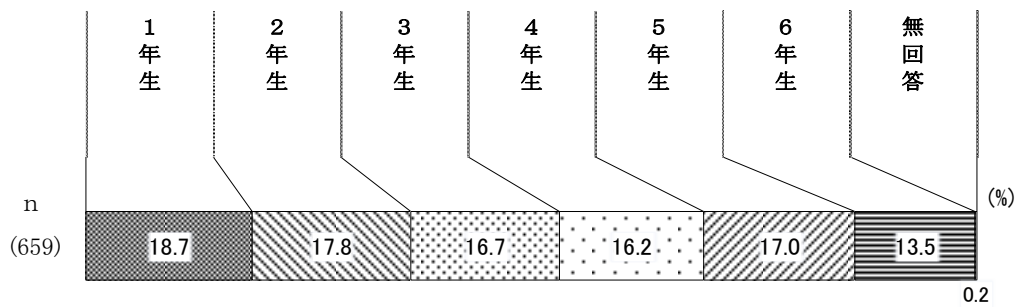 1年生
2年生
3年生
4年生
5年生
6年生
無回答
(%)
n
(659)
18.7
17.8
16.7
16.2
17.0
13.5
0.2